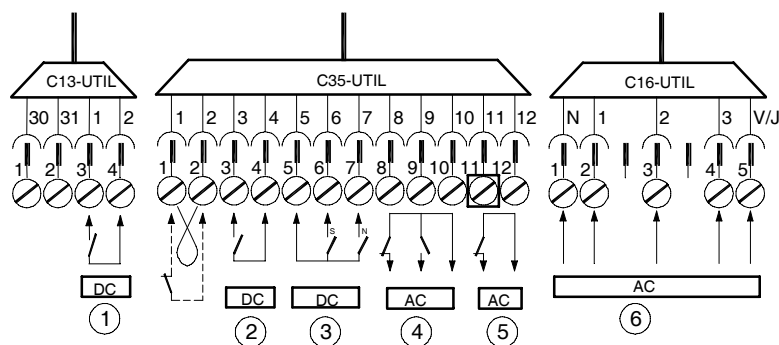 C13-UTIL C35-UTIL C16-UTIL
30 31 1 2 1 2 3 4 5 6 7 8 9 10 11 12 N 1 2 3 V/J
1 2 3 4 1 2 3 4 5 6 7 8 9 10 11 12 1 2 3 4 5
S N
DC DC DC AC AC AC
1 2 3 4 5 6